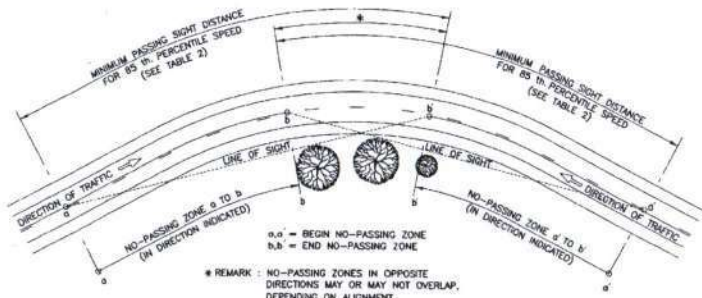 MINIMUM PASSING SIGHT DISTANCE
FOR 85 th. PERCENTILE SPEED
(SEE TABLE 2)
*
MINIMUM PASSING SIGHT DISTANCE
FOR 85 th. PERCENTILE SPEED
(SEE TABLE 2)
b
b'
DIRECTION OF TRAFFIC
LINE OF SIGHT
LINE OF SIGHT
DIRECTION OF TRAFFIC
a
a'
b
b'
NO-PASSING ZONE a TO b
(IN DIRECTION INDICATED)
NO-PASSING ZONE a' TO b'
(IN DIRECTION INDICATED)
a
a'
a,a' = BEGIN NO-PASSING ZONE
b,b' = END NO-PASSING ZONE
* REMARK : NO-PASSING ZONES IN OPPOSITE
DIRECTIONS MAY OR MAY NOT OVERLAP,
DEPENDING ON ALIGNMENT